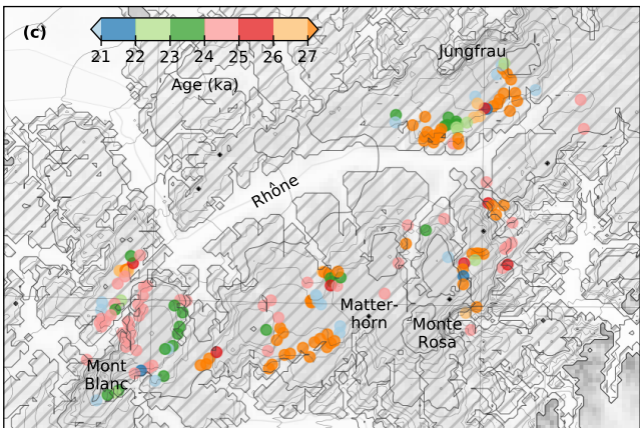 (c)
21 22 23 24 25 26 27
Age (ka)
Jungfrau
Rhône
Matter-
horn
Monte
Rosa
Mont
Blanc